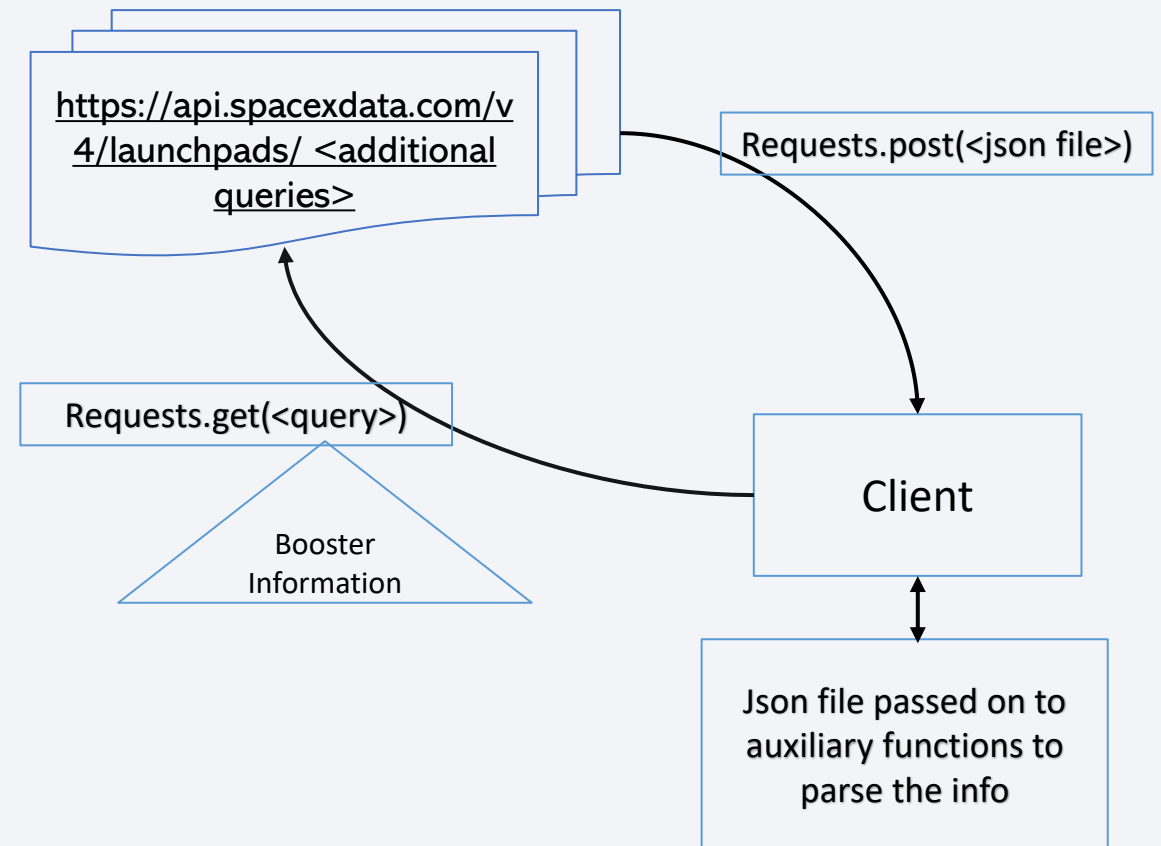 https://api.spacexdata.com/v
4/launchpads/ <additional
queries>
Requests.post(<json file>)
Requests.get(<query>)
Booster
Information
Client
Json file passed on to
auxiliary functions to
parse the info